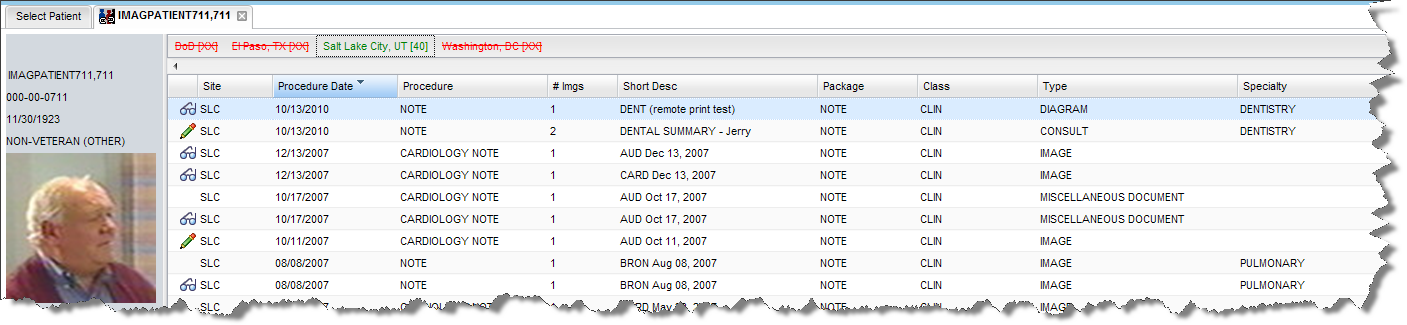 Select Patient IMAGPATIENT711,711
DoD [XX] El Paso, TX [XX] Salt Lake City, UT [40] Washington, DC [XX]
IMAGPATIENT711,711
000-00-0711
11/30/1923
NON-VETERAN (OTHER)
Site Procedure Date Procedure # Imgs Short Desc Package Class Type Specialty
SLC 10/13/2010 NOTE 1 DENT (remote print test) NOTE CLIN DIAGRAM DENTISTRY
SLC 10/13/2010 NOTE 2 DENTAL SUMMARY - Jerry NOTE CLIN CONSULT DENTISTRY
SLC 12/13/2007 CARDIOLOGY NOTE 1 AUD Dec 13, 2007 NOTE CLIN IMAGE
SLC 12/13/2007 CARDIOLOGY NOTE 1 CARD Dec 13, 2007 NOTE CLIN IMAGE
SLC 10/17/2007 CARDIOLOGY NOTE 1 AUD Oct 17, 2007 NOTE CLIN MISCELLANEOUS DOCUMENT
SLC 10/17/2007 CARDIOLOGY NOTE 1 AUD Oct 17, 2007 NOTE CLIN MISCELLANEOUS DOCUMENT
SLC 10/11/2007 CARDIOLOGY NOTE 1 AUD Oct 11, 2007 NOTE CLIN IMAGE
SLC 08/08/2007 NOTE 1 BRON Aug 08, 2007 NOTE CLIN IMAGE PULMONARY
SLC 08/08/2007 NOTE 1 BRON Aug 08, 2007 NOTE CLIN IMAGE PULMONARY
SLC NOTE CLIN